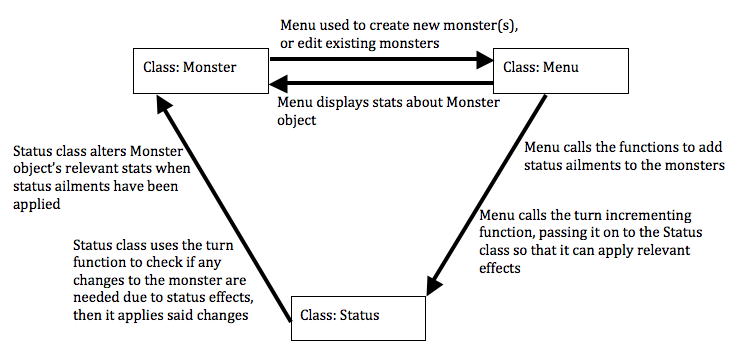 Menu used to create new monster(s),
or edit existing monsters
Class: Monster
Class: Menu
Menu displays stats about Monster
object
Status class alters Monster
object's relevant stats when
status ailments have been
applied
Menu calls the functions to add
status ailments to the monsters
Menu calls the turn incrementing
function, passing it on to the Status
class so that it can apply relevant
effects
Status class uses the turn
function to check if any
changes to the monster are
needed due to status effects,
then it applies said changes
Class: Status